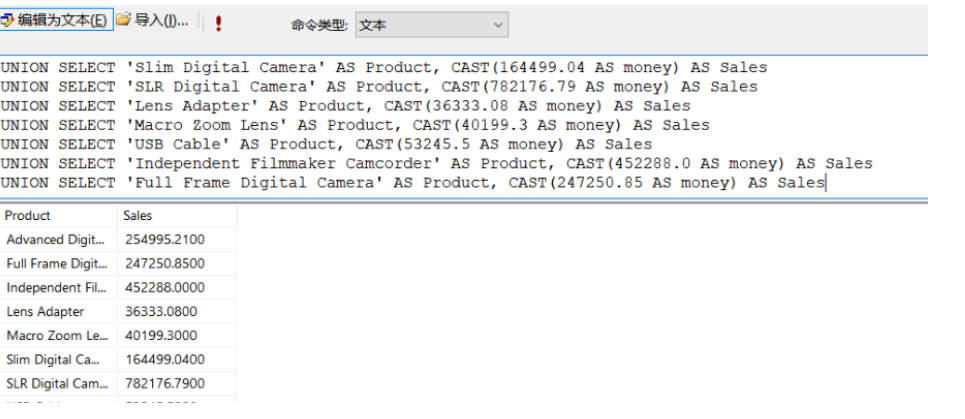 编辑为文本(E) 导入(I)... 命令类型: 文本
UNION SELECT 'Slim Digital Camera' AS Product, CAST(164499.04 AS money) AS Sales
UNION SELECT 'SLR Digital Camera' AS Product, CAST(782176.79 AS money) AS Sales
UNION SELECT 'Lens Adapter' AS Product, CAST(36333.08 AS money) AS Sales
UNION SELECT 'Macro Zoom Lens' AS Product, CAST(40199.3 AS money) AS Sales
UNION SELECT 'USB Cable' AS Product, CAST(53245.5 AS money) AS Sales
UNION SELECT 'Independent Filmmaker Camcorder' AS Product, CAST(452288.0 AS money) AS Sales
UNION SELECT 'Full Frame Digital Camera' AS Product, CAST(247250.85 AS money) AS Sales
Product Sales
Advanced Digit... 254995.2100
Full Frame Digit... 247250.8500
Independent Fil... 452288.0000
Lens Adapter 36333.0800
Macro Zoom Le... 40199.3000
Slim Digital Ca... 164499.0400
SLR Digital Cam... 782176.7900